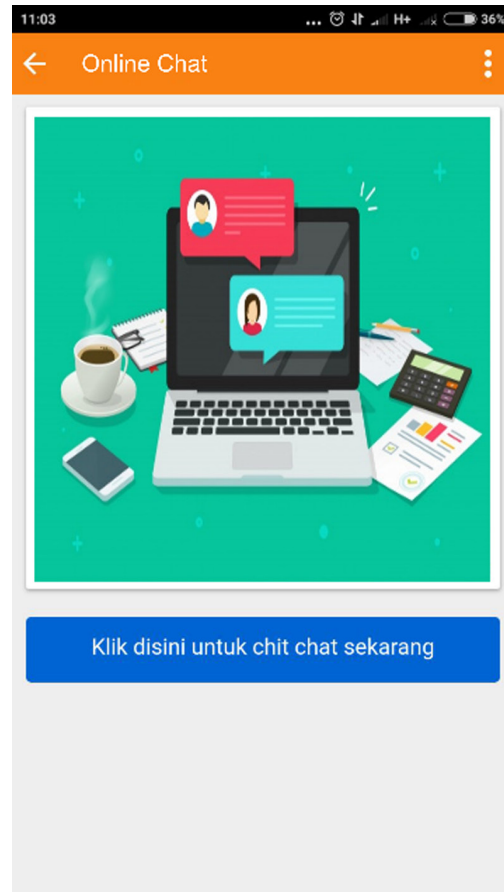 11:03 ... H+ 36%
Online Chat
Klik disini untuk chit chat sekarang